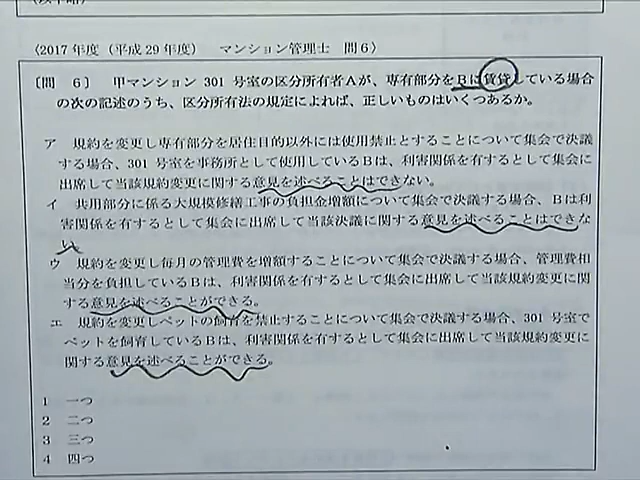 〈2017年度（平成29年度）　マンション管理士　問6〉
〔問　6〕　甲マンション 301 号室の区分所有者Aが、専有部分をBに賃貸している場合
の次の記述のうち、区分所有法の規定によれば、正しいものはいくつあるか。
ア　規約を変更し専有部分を居住目的以外には使用禁止とすることについて集会で決議
する場合、301 号室を事務所として使用しているBは、利害関係を有するとして集会に
出席して当該規約変更に関する意見を述べることはできない。
イ　共用部分に係る大規模修繕工事の負担金増額について集会で決議する場合、Bは利
害関係を有するとして集会に出席して当該決議に関する意見を述べることはできな
い
ウ　規約を変更し毎月の管理費を増額することについて集会で決議する場合、管理費相
当分を負担しているBは、利害関係を有するとして集会に出席して当該規約変更に関
する意見を述べることができる。
エ　規約を変更しペットの飼育を禁止することについて集会で決議する場合、301 号室で
ペットを飼育しているBは、利害関係を有するとして集会に出席して当該規約変更に
関する意見を述べることができる。
1　一つ
2　二つ
3　三つ
4　四つ